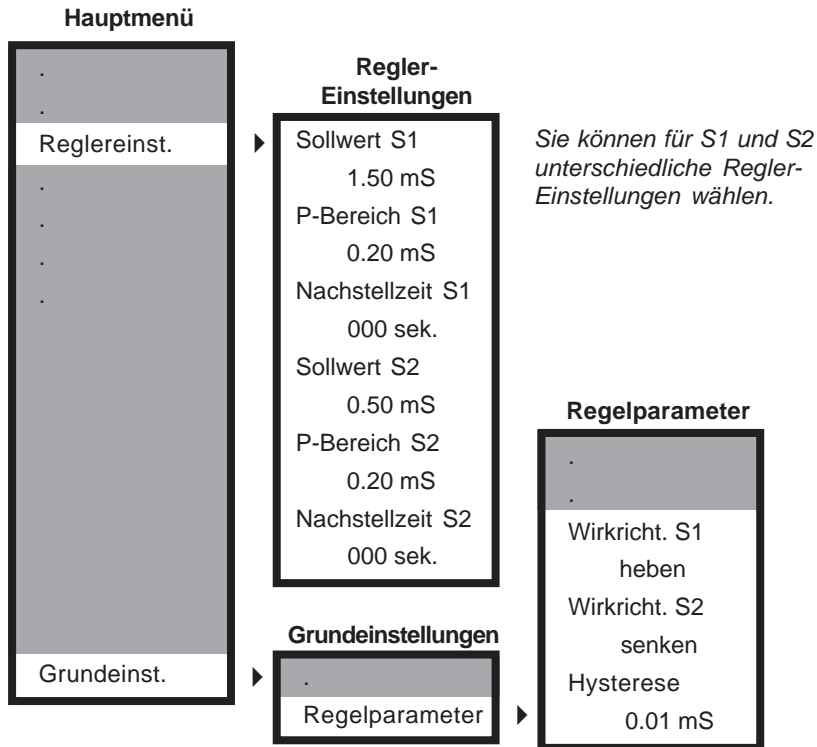 Hauptmenü
.
.
Reglereinst.
.
.
.
.
Grundeinst.
Regler-
Einstellungen
Sollwert S1
1.50 mS
P-Bereich S1
0.20 mS
Nachstellzeit S1
000 sek.
Sollwert S2
0.50 mS
P-Bereich S2
0.20 mS
Nachstellzeit S2
000 sek.
Sie können für S1 und S2
unterschiedliche Regler-
Einstellungen wählen.
Grundeinstellungen
.
Regelparameter
Regelparameter
.
.
Wirkricht. S1
heben
Wirkricht. S2
senken
Hysterese
0.01 mS